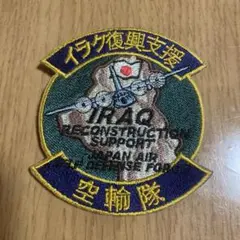 イラク復興支援
IRAQ
RECONSTRUCTION
SUPPORT
JAPAN AIR
SELF DEFENSE FORCE
空輸隊